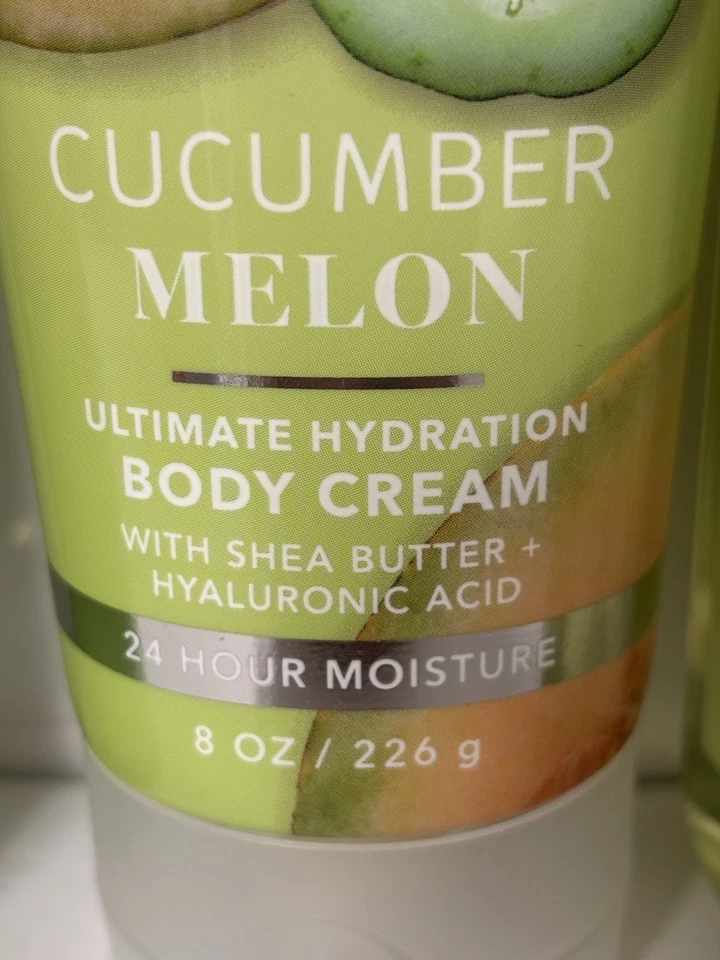 CUCUMBER
MELON
ULTIMATE HYDRATION
BODY CREAM
WITH SHEA BUTTER +
HYALURONIC ACID
24 HOUR MOISTURE
8 OZ / 226 g